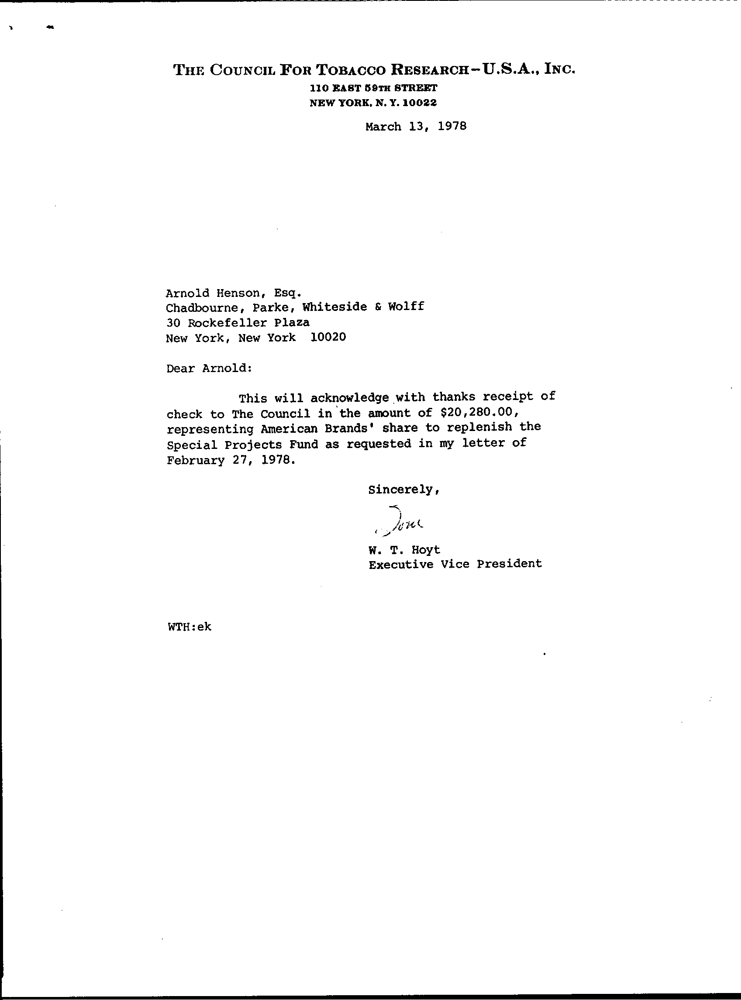 THE COUNCIL FOR TOBACCO RESEARCH-U.S.A., INC.
110 EAST 59TH STREET
NEW YORK, N. Y. 10022
March 13, 1978
Arnold Henson, Esq.
Chadbourne, Parke, Whiteside & Wolff
30 Rockefeller Plaza
New York, New York 10020
Dear Arnold:
This will acknowledge with thanks receipt of
check to The Council in the amount of $20,280.00,
representing American Brands' share to replenish the
Special Projects Fund as requested in my letter of
February 27, 1978.
Sincerely,
W. T. Hoyt
Executive Vice President
WTH:ek